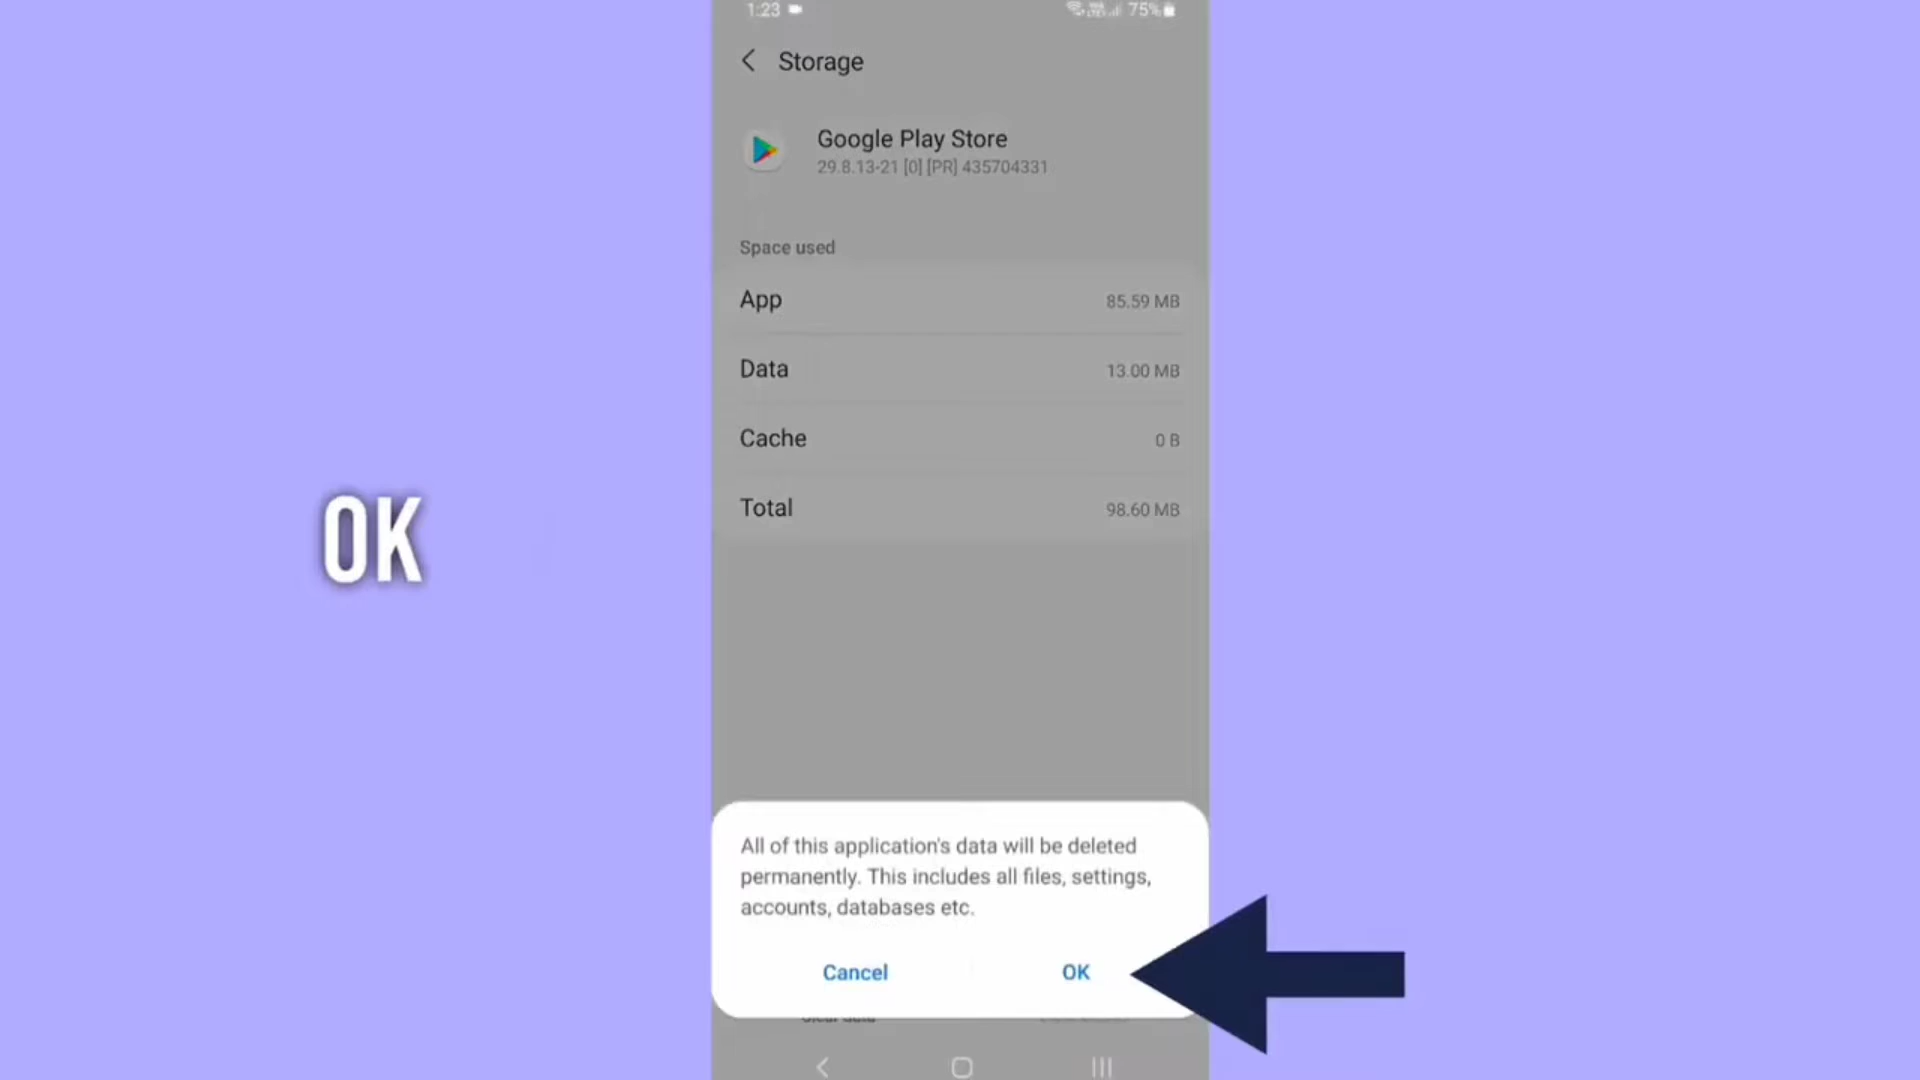 1:23
75%
Storage
Google Play Store
29.8.13-21 [0] [PR] 435704331
Space used
App
85.59 MB
Data
13.00 MB
Cache
0 B
Total
98.60 MB
OK
All of this application's data will be deleted
permanently. This includes all files, settings,
accounts, databases etc.
Cancel
OK